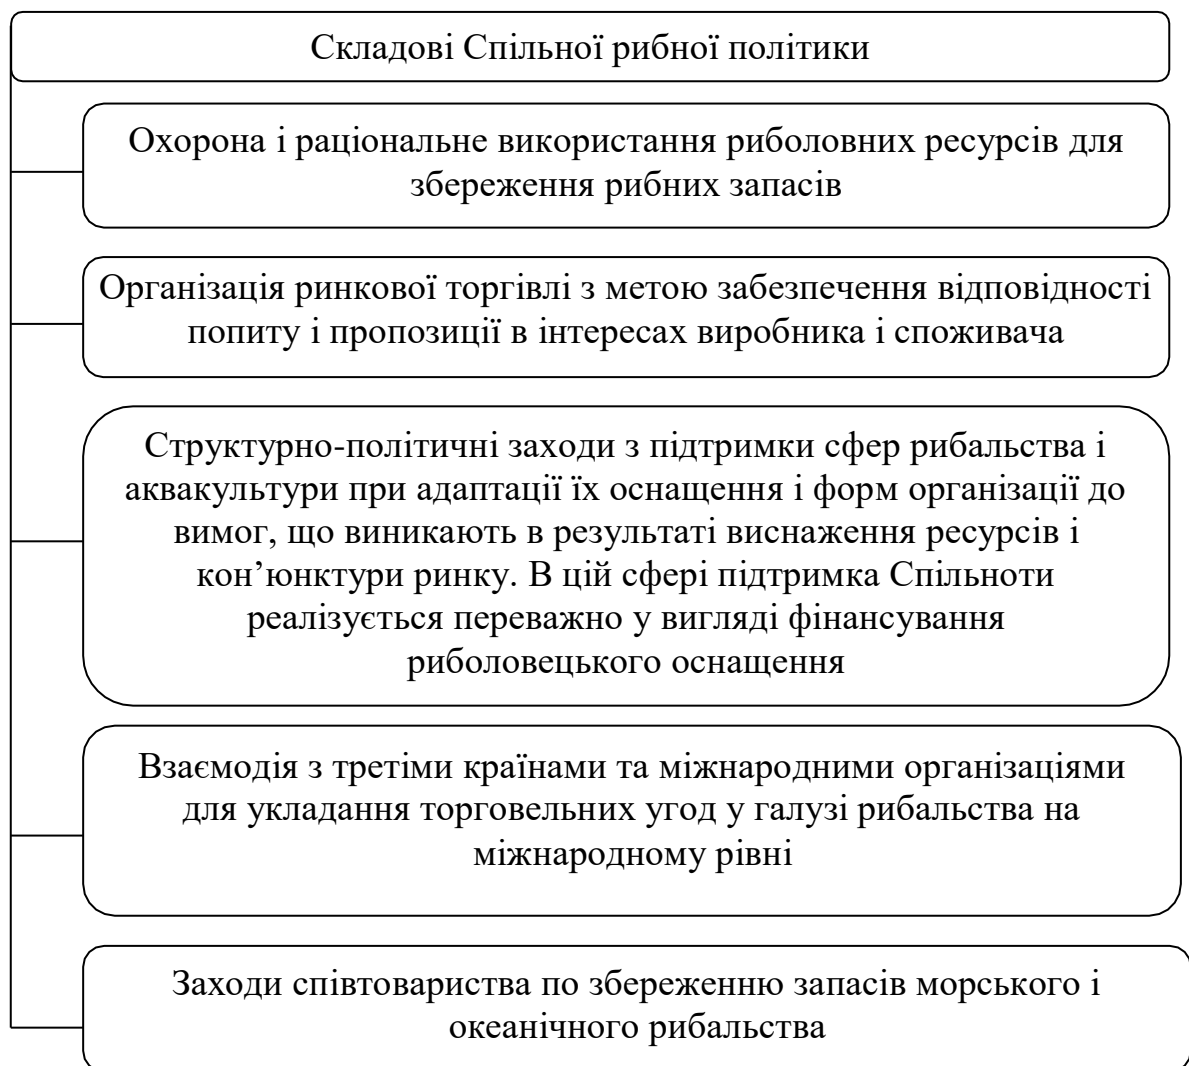 Складові Спільної рибної політики
Охорона і раціональне використання риболовних ресурсів для
збереження рибних запасів
Організація ринкової торгівлі з метою забезпечення відповідності
попиту і пропозиції в інтересах виробника і споживача
Структурно-політичні заходи з підтримки сфер рибальства і
аквакультури при адаптації їх оснащення і форм організації до
вимог, що виникають в результаті виснаження ресурсів і
кон’юнктури ринку. В цій сфері підтримка Спільноти
реалізується переважно у вигляді фінансування
риболовецького оснащення
Взаємодія з третіми країнами та міжнародними організаціями
для укладання торговельних угод у галузі рибальства на
міжнародному рівні
Заходи співтовариства по збереженню запасів морського і
океанічного рибальства